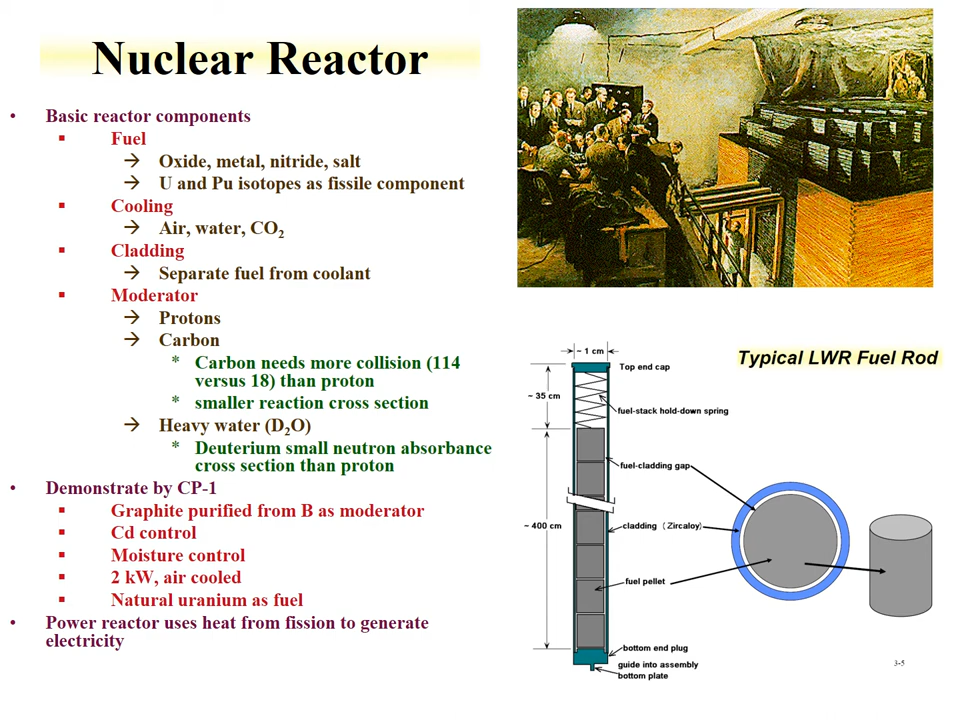 Nuclear Reactor
• Basic reactor components
▪ Fuel
→ Oxide, metal, nitride, salt
→ U and Pu isotopes as fissile component
▪ Cooling
→ Air, water, CO₂
▪ Cladding
→ Separate fuel from coolant
▪ Moderator
→ Protons
→ Carbon
* Carbon needs more collision (114
versus 18) than proton
* smaller reaction cross section
→ Heavy water (D₂O)
* Deuterium small neutron absorbance
cross section than proton
• Demonstrate by CP-1
▪ Graphite purified from B as moderator
▪ Cd control
▪ Moisture control
▪ 2 kW, air cooled
▪ Natural uranium as fuel
• Power reactor uses heat from fission to generate
electricity
Typical LWR Fuel Rod
~ 1 cm
Top end cap
~ 35 cm
fuel-stack hold-down spring
fuel-cladding gap
~ 400 cm
cladding (Zircaloy)
fuel pellet
bottom end plug
guide into assembly
bottom plate
3-5